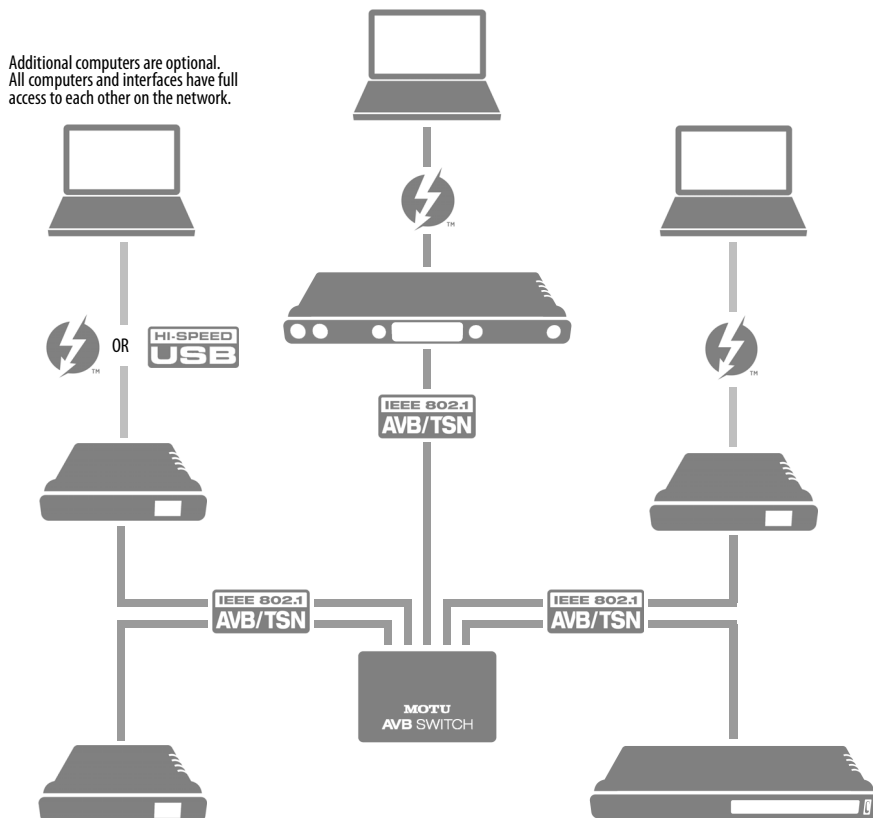 Additional computers are optional.
All computers and interfaces have full
access to each other on the network.
TM
TM
OR
HI-SPEED
USB
TM
IEEE 802.1
AVB/TSN
IEEE 802.1
AVB/TSN
IEEE 802.1
AVB/TSN
MOTU
AVB SWITCH